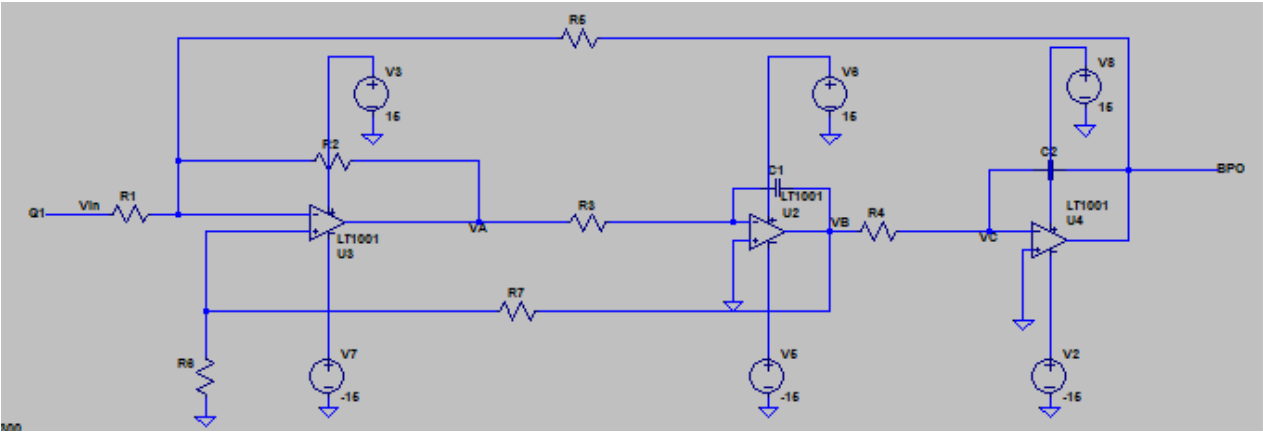 R5
V3
15
V6
15
V8
15
R2
C1
C2
Q1
Vin
R1
LT1001
U3
VA
R3
LT1001
U2
VB
R4
VC
LT1001
U4
BPO
R7
R6
V7
-15
V5
-15
V2
-15